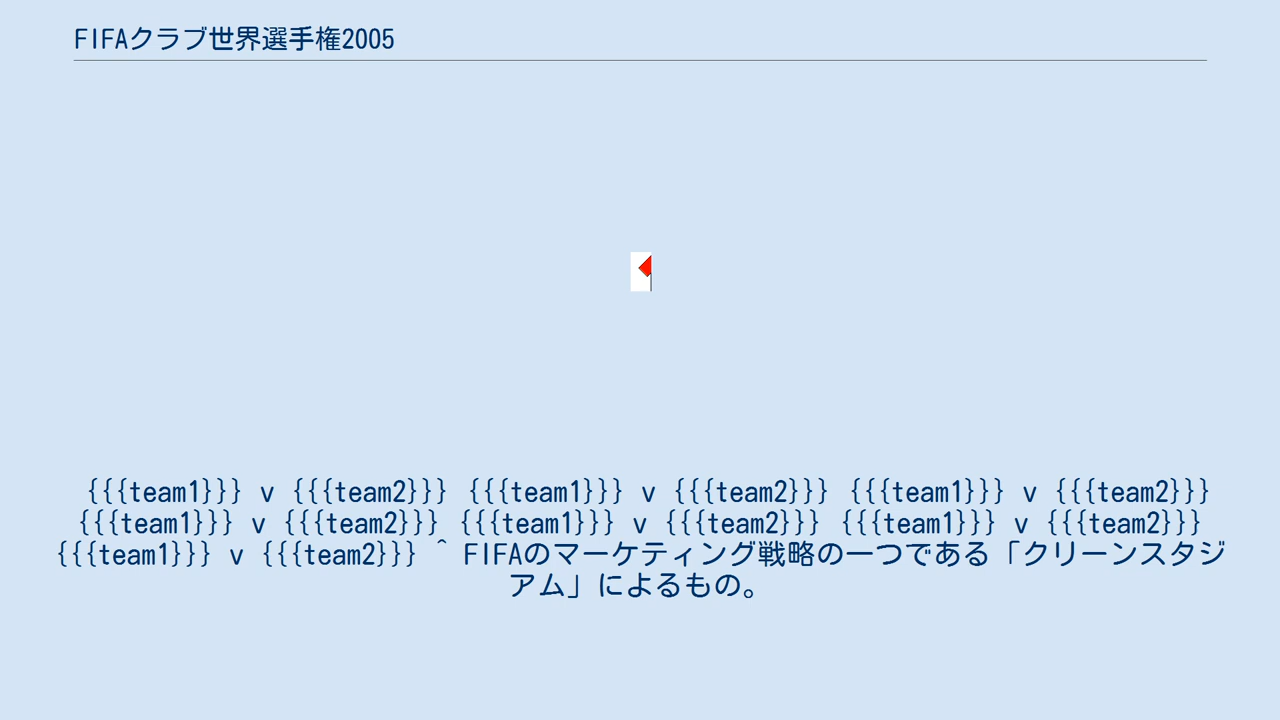 FIFAクラブ世界選手権2005
{{{team1}}} v {{{team2}}} {{{team1}}} v {{{team2}}} {{{team1}}} v {{{team2}}}
{{{team1}}} v {{{team2}}} {{{team1}}} v {{{team2}}} {{{team1}}} v {{{team2}}}
{{{team1}}} v {{{team2}}} ^ FIFAのマーケティング戦略の一つである「クリーンスタジ
アム」によるもの。